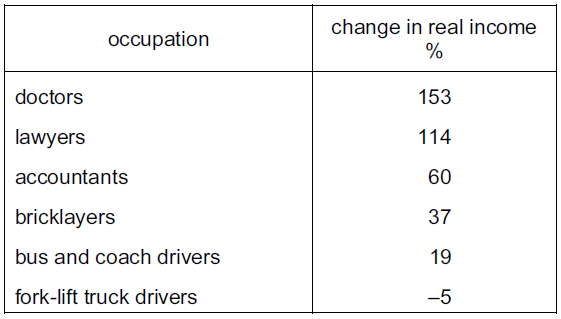 occupation
change in real income
%
doctors 153
lawyers 114
accountants 60
bricklayers 37
bus and coach drivers 19
fork-lift truck drivers –5